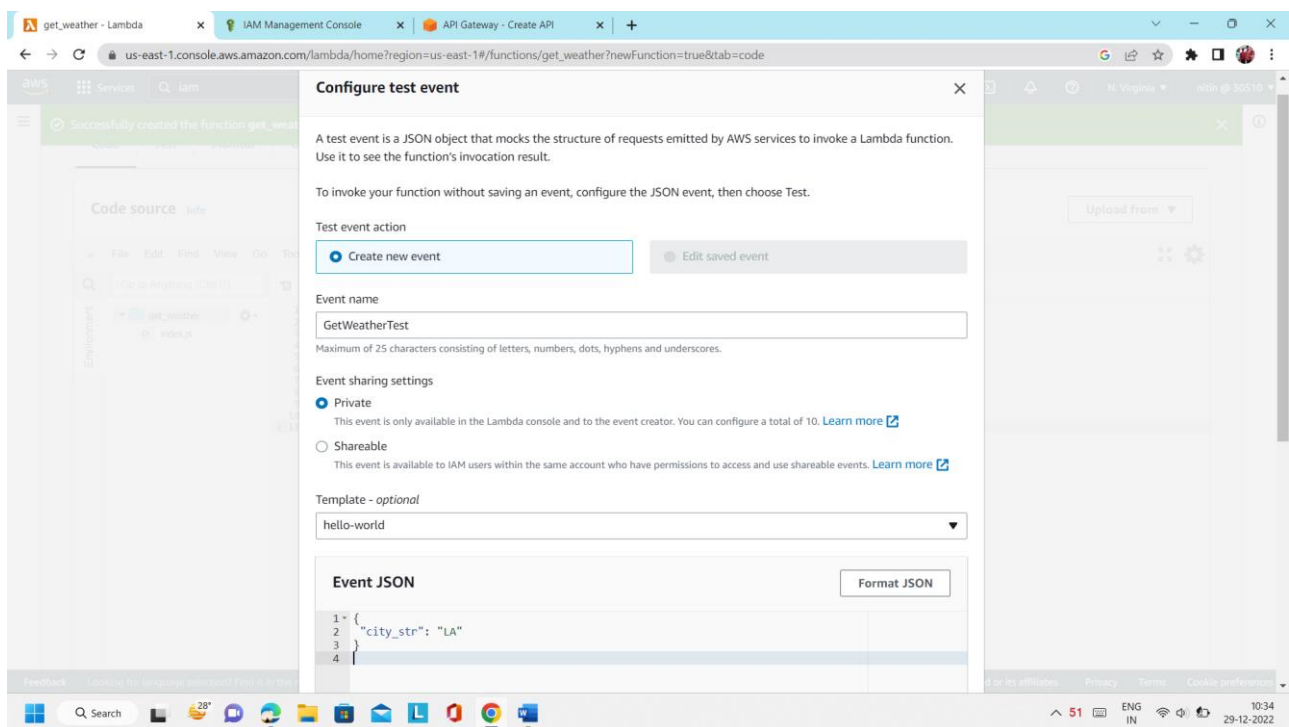 get_weather - Lambda
IAM Management Console
API Gateway - Create API
us-east-1.console.aws.amazon.com/lambda/home?region=us-east-1#/functions/get_weather?newFunction=true&tab=code
aws
Services
iam
N. Virginia
Successfully created the function get_weat
Configure test event
A test event is a JSON object that mocks the structure of requests emitted by AWS services to invoke a Lambda function.
Use it to see the function's invocation result.
To invoke your function without saving an event, configure the JSON event, then choose Test.
Code source
Upload from
Test event action
File Edit Find View Go
Create new event
Edit saved event
Event name
get_weather
index.js
Environment
GetWeatherTest
Maximum of 25 characters consisting of letters, numbers, dots, hyphens and underscores.
Event sharing settings
Private
This event is only available in the Lambda console and to the event creator. You can configure a total of 10. Learn more
Shareable
This event is available to IAM users within the same account who have permissions to access and use shareable events. Learn more
Template - optional
hello-world
Event JSON
Format JSON
1 {
2 "city_str": "LA"
3 }
4
Feedback
Privacy
Terms
Cookie preferences
Search
28°
51
ENG
IN
10:34
29-12-2022